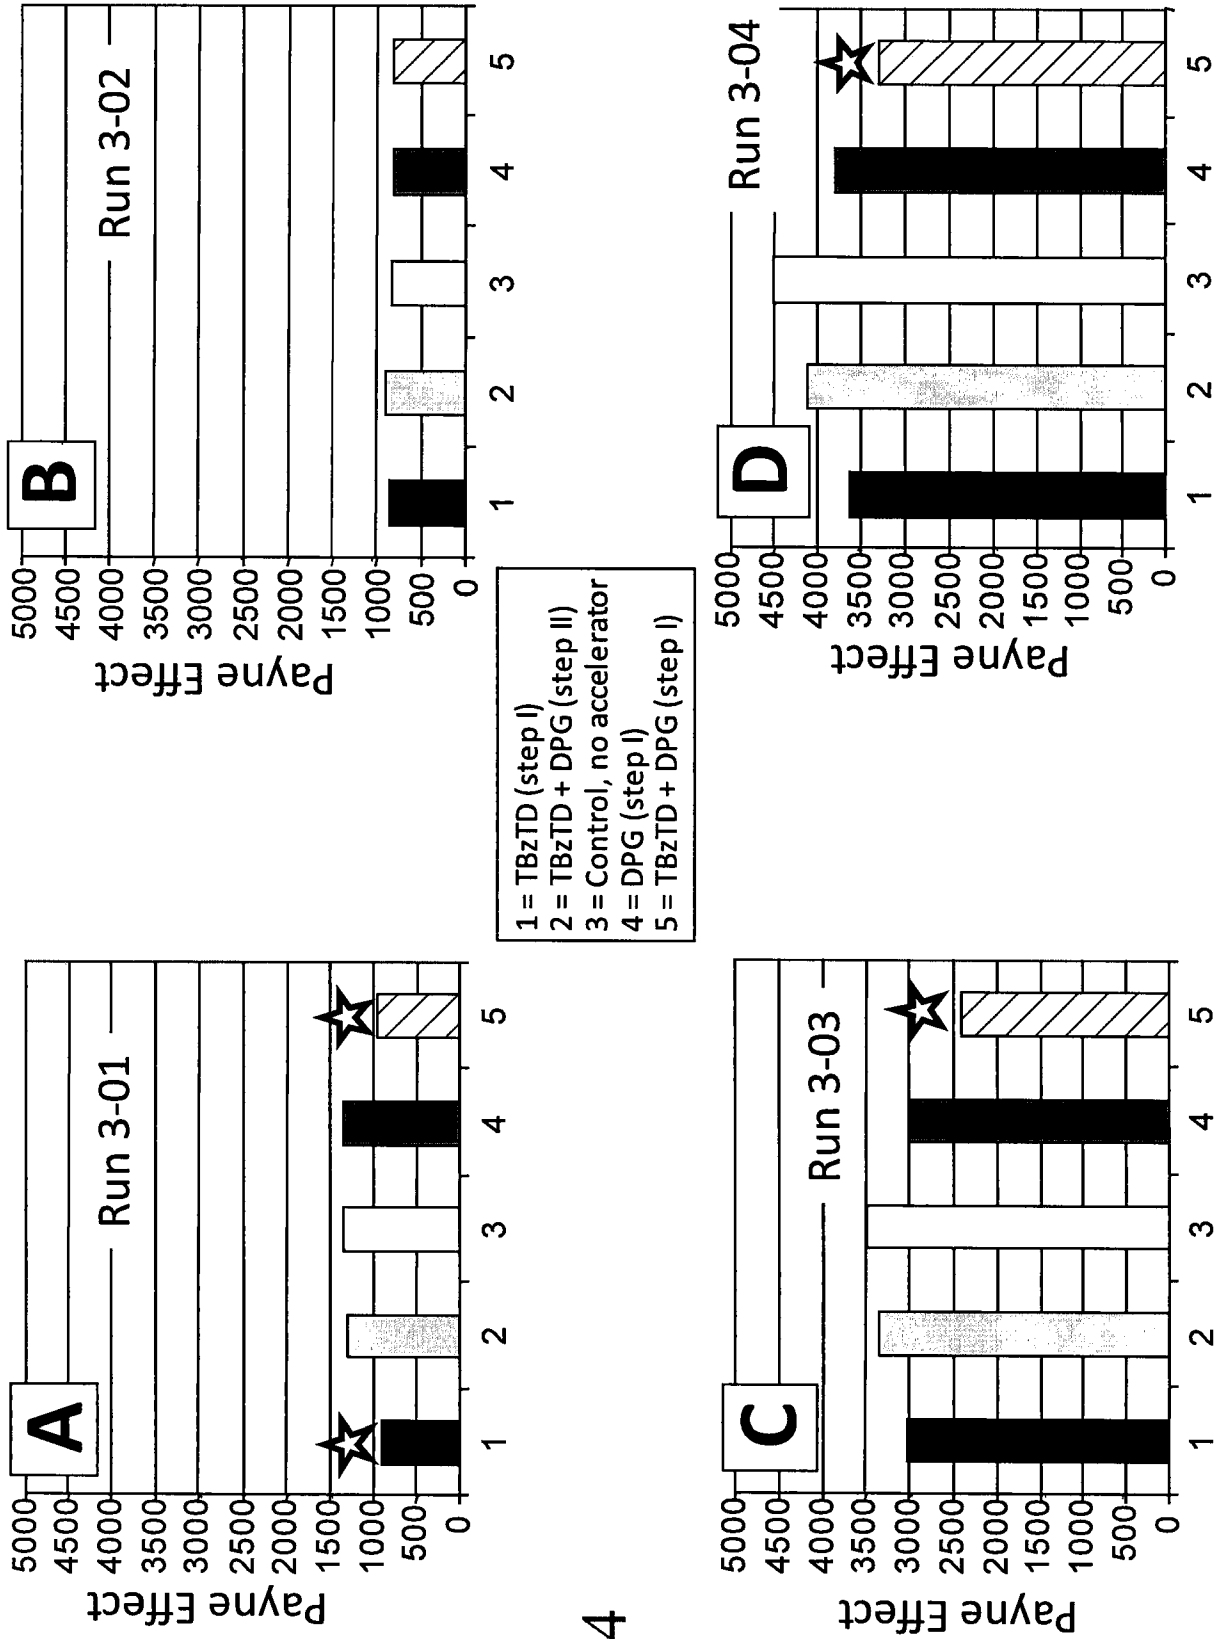 A
Run 3-01
Payne Effect
5000
4500
4000
3500
3000
2500
2000
1500
1000
500
0
1 2 3 4 5
B
Run 3-02
Payne Effect
5000
4500
4000
3500
3000
2500
2000
1500
1000
500
0
1 2 3 4 5
1 = TBzTD (step I)
2 = TBzTD + DPG (step II)
3 = Control, no accelerator
4 = DPG (step I)
5 = TBzTD + DPG (step I)
C
Run 3-03
Payne Effect
5000
4500
4000
3500
3000
2500
2000
1500
1000
500
0
1 2 3 4 5
D
Run 3-04
Payne Effect
5000
4500
4000
3500
3000
2500
2000
1500
1000
500
0
1 2 3 4 5
4